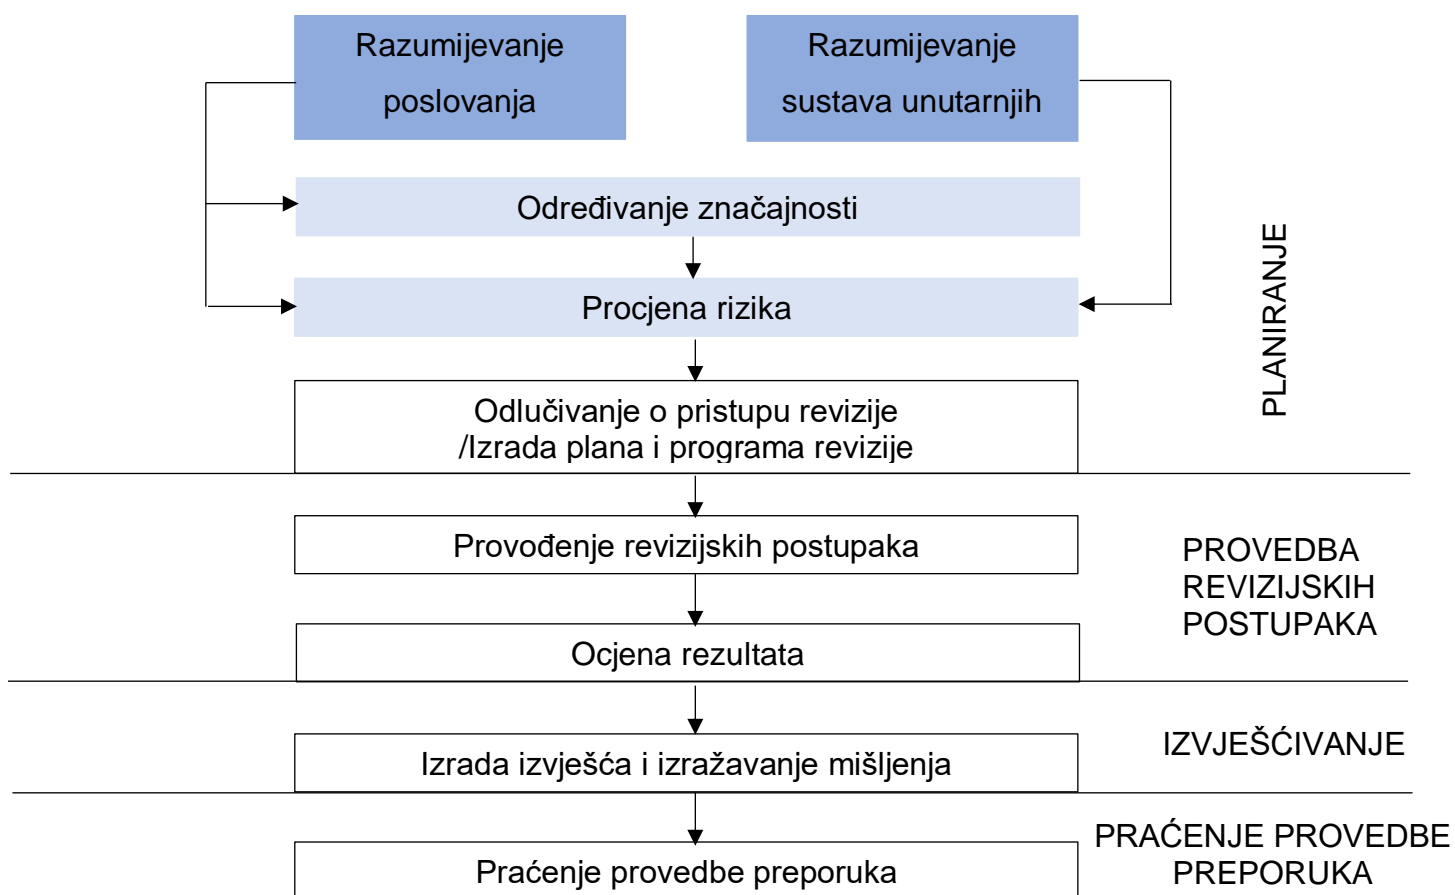 Razumijevanje
poslovanja
Razumijevanje
sustava unutarnjih
Određivanje značajnosti
Procjena rizika
Odlučivanje o pristupu revizije
/Izrada plana i programa revizije
PLANIRANJE
Provođenje revizijskih postupaka
Ocjena rezultata
PROVEDBA
REVIZIJSKIH
POSTUPAKA
Izrada izvješća i izražavanje mišljenja
IZVJEŠĆIVANJE
Praćenje provedbe preporuka
PRAĆENJE PROVEDBE
PREPORUKA